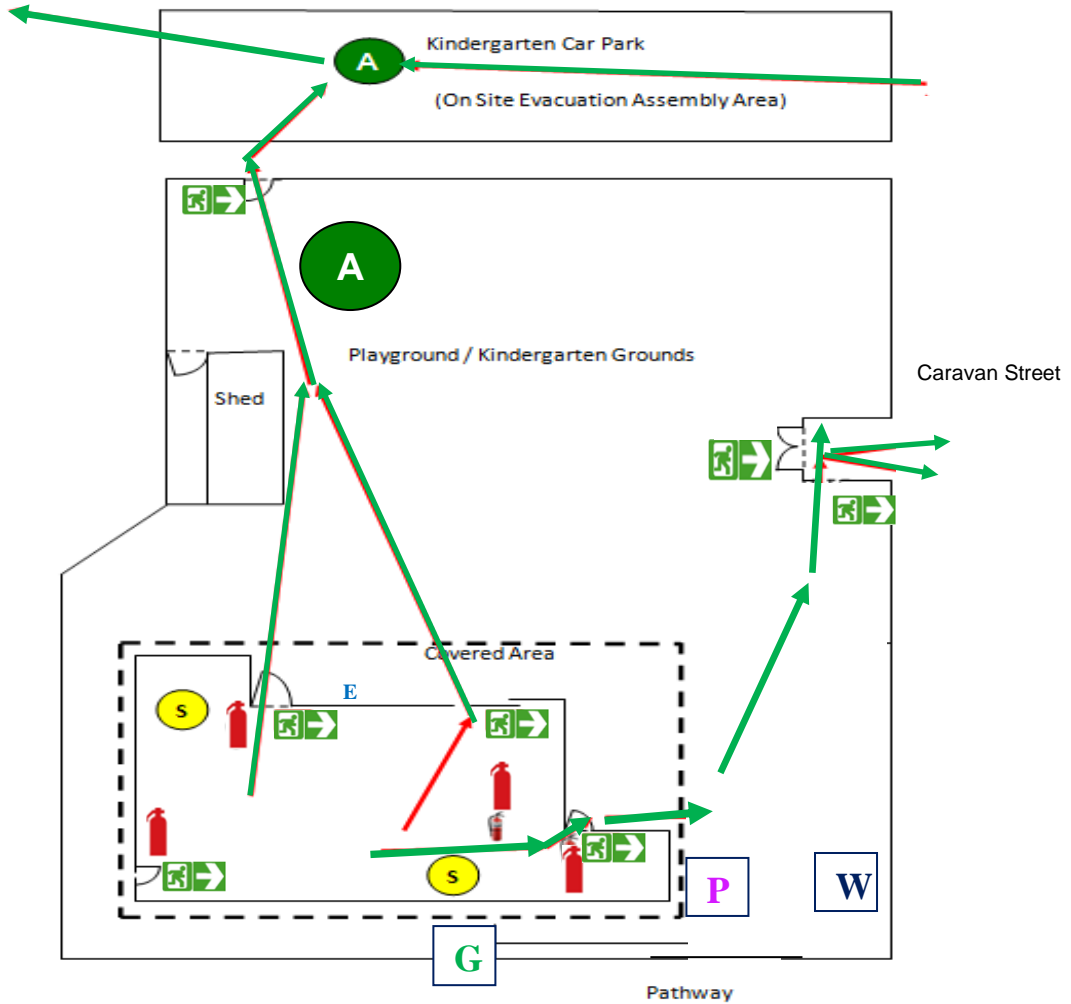 Kindergarten Car Park
A
(On Site Evacuation Assembly Area)
A
Playground / Kindergarten Grounds
Caravan Street
Shed
Covered Area
E
S
S
P
W
G
Pathway